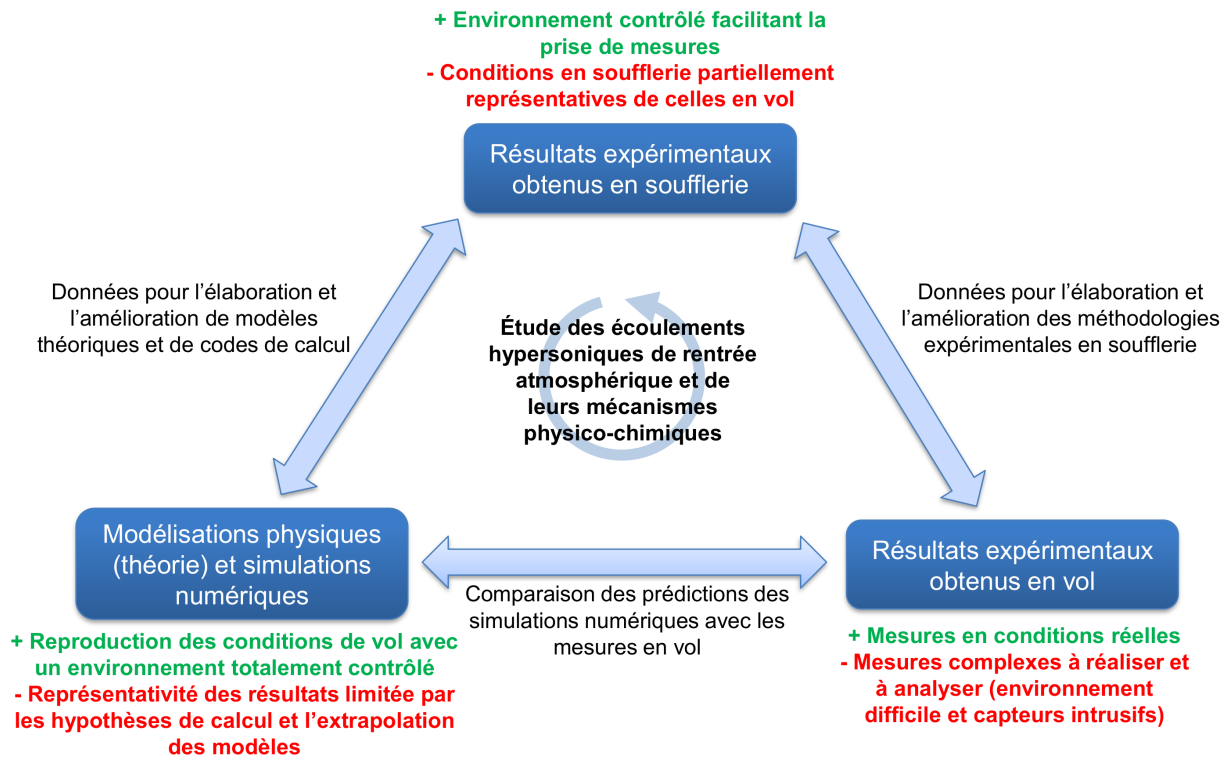 + Environnement contrôlé facilitant la
prise de mesures
- Conditions en soufflerie partiellement
représentatives de celles en vol
Résultats expérimentaux
obtenus en soufflerie
Données pour l'élaboration et
l'amélioration de modèles
théoriques et de codes de calcul
Étude des écoulements
hypersoniques de rentrée
atmosphérique et de
leurs mécanismes
physico-chimiques
Données pour l'élaboration et
l'amélioration des méthodologies
expérimentales en soufflerie
Modélisations physiques
(théorie) et simulations
numériques
Comparaison des prédictions des
simulations numériques avec les
mesures en vol
Résultats expérimentaux
obtenus en vol
+ Reproduction des conditions de vol avec
un environnement totalement contrôlé
- Représentativité des résultats limitée par
les hypothèses de calcul et l'extrapolation
des modèles
+ Mesures en conditions réelles
- Mesures complexes à réaliser et
à analyser (environnement
difficile et capteurs intrusifs)